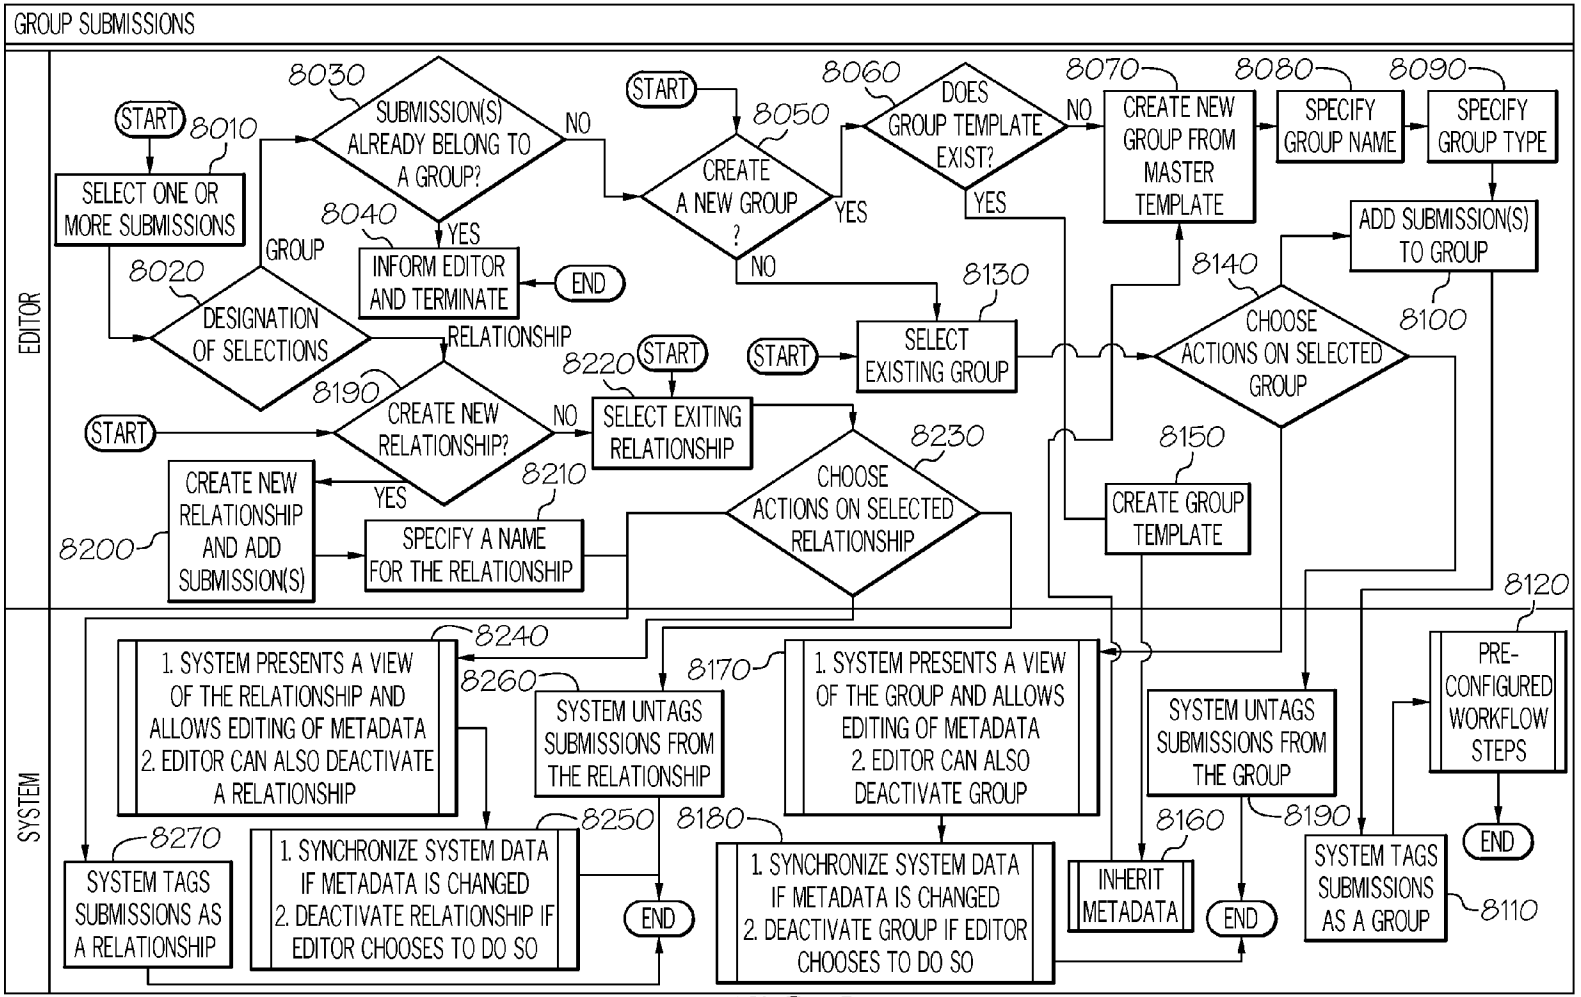 GROUP SUBMISSIONS
EDITOR
START
8010
SELECT ONE OR
MORE SUBMISSIONS
8020
DESIGNATION
OF SELECTIONS
GROUP
RELATIONSHIP
8030
SUBMISSION(S)
ALREADY BELONG TO
A GROUP?
NO
YES
8040
INFORM EDITOR
AND TERMINATE
END
START
8050
CREATE
A NEW GROUP
?
YES
NO
8060
DOES
GROUP TEMPLATE
EXIST?
NO
YES
8070
CREATE NEW
GROUP FROM
MASTER
TEMPLATE
8080
SPECIFY
GROUP NAME
8090
SPECIFY
GROUP TYPE
ADD SUBMISSION(S)
TO GROUP
8100
START
8130
SELECT
EXISTING GROUP
8140
CHOOSE
ACTIONS ON SELECTED
GROUP
8150
CREATE GROUP
TEMPLATE
START
8190
CREATE NEW
RELATIONSHIP?
NO
YES
START
8220
SELECT EXITING
RELATIONSHIP
8200
CREATE NEW
RELATIONSHIP
AND ADD
SUBMISSION(S)
8210
SPECIFY A NAME
FOR THE RELATIONSHIP
8230
CHOOSE
ACTIONS ON SELECTED
RELATIONSHIP
SYSTEM
8240
1. SYSTEM PRESENTS A VIEW
OF THE RELATIONSHIP AND
ALLOWS EDITING OF METADATA
2. EDITOR CAN ALSO DEACTIVATE
A RELATIONSHIP
8260
SYSTEM UNTAGS
SUBMISSIONS FROM
THE RELATIONSHIP
8170
1. SYSTEM PRESENTS A VIEW
OF THE GROUP AND ALLOWS
EDITING OF METADATA
2. EDITOR CAN ALSO
DEACTIVATE GROUP
SYSTEM UNTAGS
SUBMISSIONS FROM
THE GROUP
8190
8120
PRE-
CONFIGURED
WORKFLOW
STEPS
END
8270
SYSTEM TAGS
SUBMISSIONS AS
A RELATIONSHIP
8250
1. SYNCHRONIZE SYSTEM DATA
IF METADATA IS CHANGED
2. DEACTIVATE RELATIONSHIP IF
EDITOR CHOOSES TO DO SO
END
8180
1. SYNCHRONIZE SYSTEM DATA
IF METADATA IS CHANGED
2. DEACTIVATE GROUP IF EDITOR
CHOOSES TO DO SO
8160
INHERIT
METADATA
END
SYSTEM TAGS
SUBMISSIONS
AS A GROUP
8110